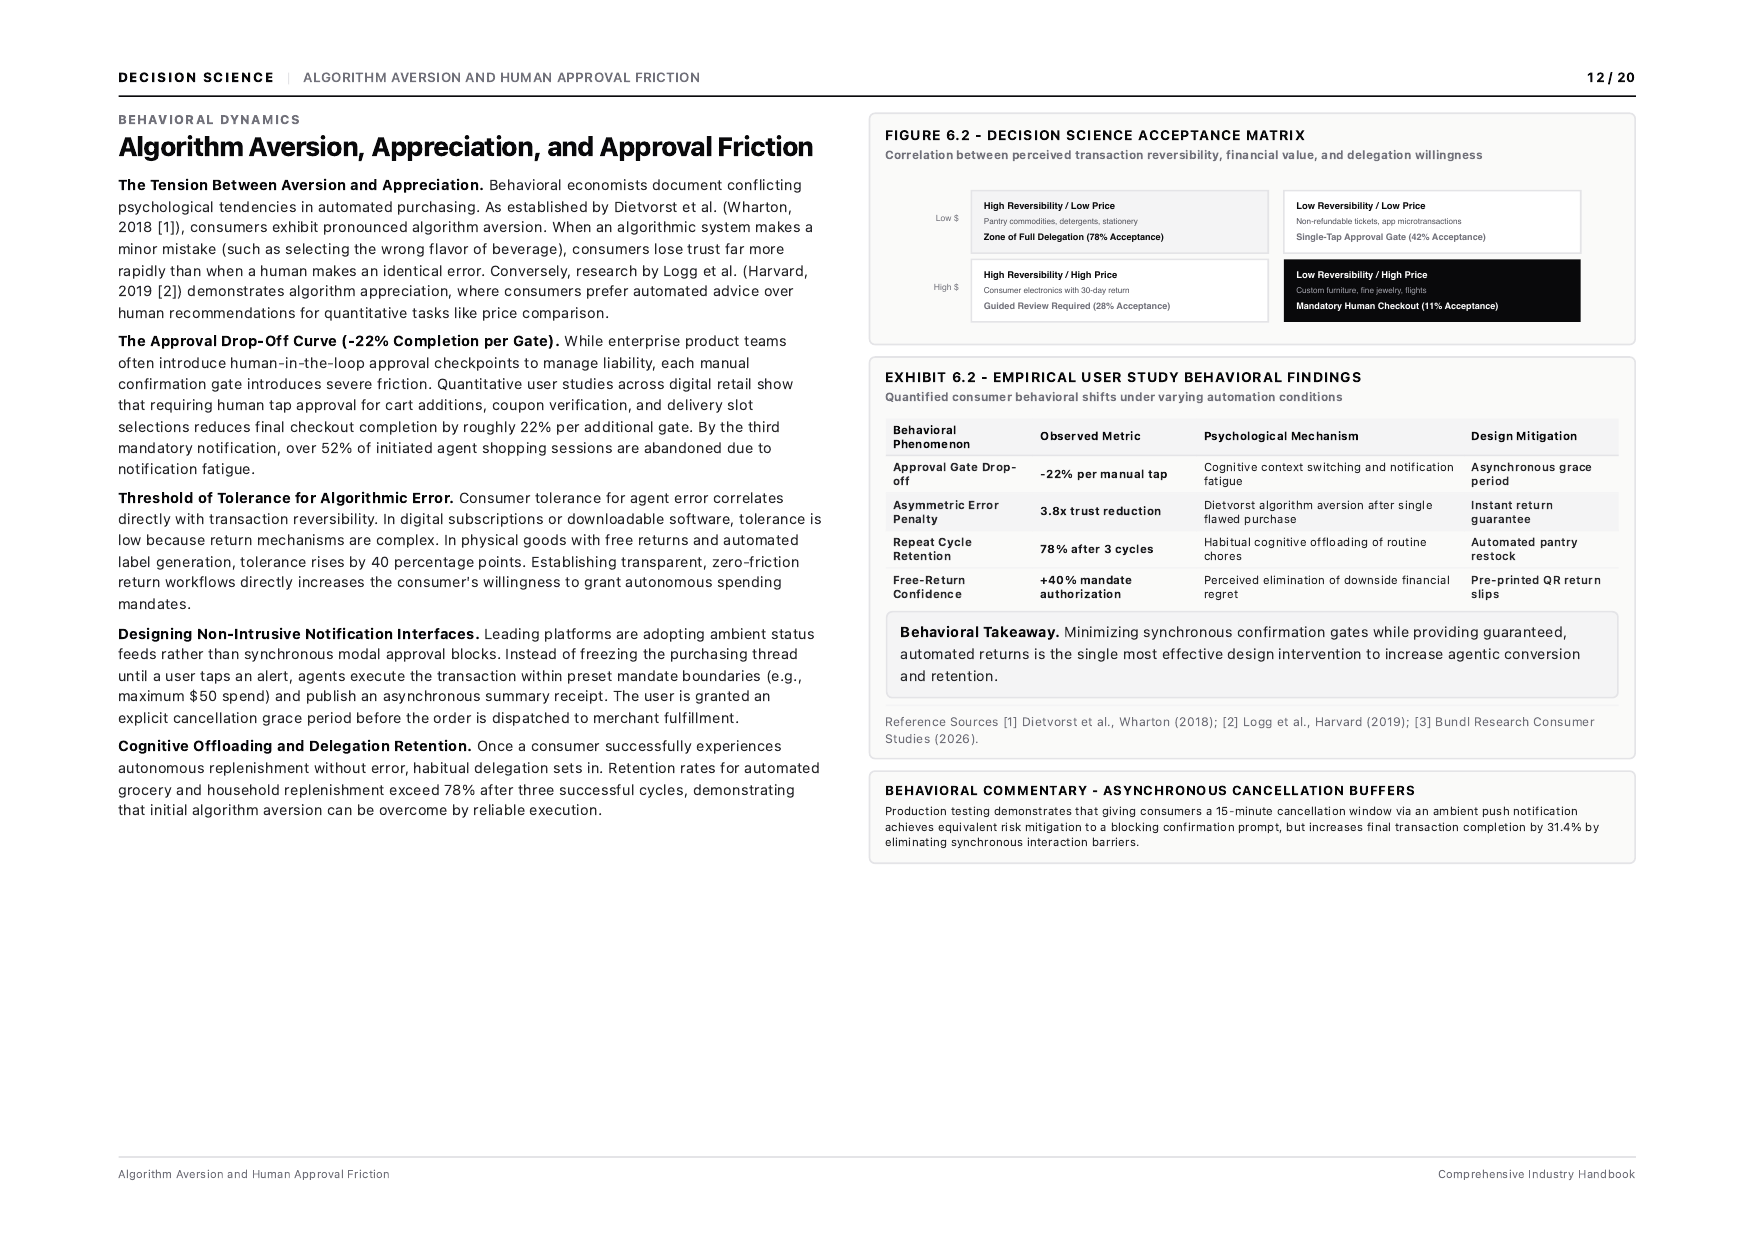 DECISION SCIENCE | ALGORITHM AVERSION AND HUMAN APPROVAL FRICTION
12 / 20
BEHAVIORAL DYNAMICS
Algorithm Aversion, Appreciation, and Approval Friction
The Tension Between Aversion and Appreciation. Behavioral economists document conflicting
psychological tendencies in automated purchasing. As established by Dietvorst et al. (Wharton,
2018 [1]), consumers exhibit pronounced algorithm aversion. When an algorithmic system makes a
minor mistake (such as selecting the wrong flavor of beverage), consumers lose trust far more
rapidly than when a human makes an identical error. Conversely, research by Logg et al. (Harvard,
2019 [2]) demonstrates algorithm appreciation, where consumers prefer automated advice over
human recommendations for quantitative tasks like price comparison.
The Approval Drop-Off Curve (-22% Completion per Gate). While enterprise product teams
often introduce human-in-the-loop approval checkpoints to manage liability, each manual
confirmation gate introduces severe friction. Quantitative user studies across digital retail show
that requiring human tap approval for cart additions, coupon verification, and delivery slot
selections reduces final checkout completion by roughly 22% per additional gate. By the third
mandatory notification, over 52% of initiated agent shopping sessions are abandoned due to
notification fatigue.
Threshold of Tolerance for Algorithmic Error. Consumer tolerance for agent error correlates
directly with transaction reversibility. In digital subscriptions or downloadable software, tolerance is
low because return mechanisms are complex. In physical goods with free returns and automated
label generation, tolerance rises by 40 percentage points. Establishing transparent, zero-friction
return workflows directly increases the consumer's willingness to grant autonomous spending
mandates.
Designing Non-Intrusive Notification Interfaces. Leading platforms are adopting ambient status
feeds rather than synchronous modal approval blocks. Instead of freezing the purchasing thread
until a user taps an alert, agents execute the transaction within preset mandate boundaries (e.g.,
maximum $50 spend) and publish an asynchronous summary receipt. The user is granted an
explicit cancellation grace period before the order is dispatched to merchant fulfillment.
Cognitive Offloading and Delegation Retention. Once a consumer successfully experiences
autonomous replenishment without error, habitual delegation sets in. Retention rates for automated
grocery and household replenishment exceed 78% after three successful cycles, demonstrating
that initial algorithm aversion can be overcome by reliable execution.
FIGURE 6.2 - DECISION SCIENCE ACCEPTANCE MATRIX
Correlation between perceived transaction reversibility, financial value, and delegation willingness
Low $
High Reversibility / Low Price
Pantry commodities, detergents, stationery
Zone of Full Delegation (78% Acceptance)
Low Reversibility / Low Price
Non-refundable tickets, app microtransactions
Single-Tap Approval Gate (42% Acceptance)
High $
High Reversibility / High Price
Consumer electronics with 30-day return
Guided Review Required (28% Acceptance)
Low Reversibility / High Price
Custom furniture, fine jewelry, flights
Mandatory Human Checkout (11% Acceptance)
EXHIBIT 6.2 - EMPIRICAL USER STUDY BEHAVIORAL FINDINGS
Quantified consumer behavioral shifts under varying automation conditions
Behavioral
Phenomenon
Observed Metric
Psychological Mechanism
Design Mitigation
Approval Gate Drop-
off
-22% per manual tap
Cognitive context switching and notification
fatigue
Asynchronous grace
period
Asymmetric Error
Penalty
3.8x trust reduction
Dietvorst algorithm aversion after single
flawed purchase
Instant return
guarantee
Repeat Cycle
Retention
78% after 3 cycles
Habitual cognitive offloading of routine
chores
Automated pantry
restock
Free-Return
Confidence
+40% mandate
authorization
Perceived elimination of downside financial
regret
Pre-printed QR return
slips
Behavioral Takeaway. Minimizing synchronous confirmation gates while providing guaranteed,
automated returns is the single most effective design intervention to increase agentic conversion
and retention.
Reference Sources [1] Dietvorst et al., Wharton (2018); [2] Logg et al., Harvard (2019); [3] Bundl Research Consumer
Studies (2026).
BEHAVIORAL COMMENTARY - ASYNCHRONOUS CANCELLATION BUFFERS
Production testing demonstrates that giving consumers a 15-minute cancellation window via an ambient push notification
achieves equivalent risk mitigation to a blocking confirmation prompt, but increases final transaction completion by 31.4% by
eliminating synchronous interaction barriers.
Algorithm Aversion and Human Approval Friction
Comprehensive Industry Handbook